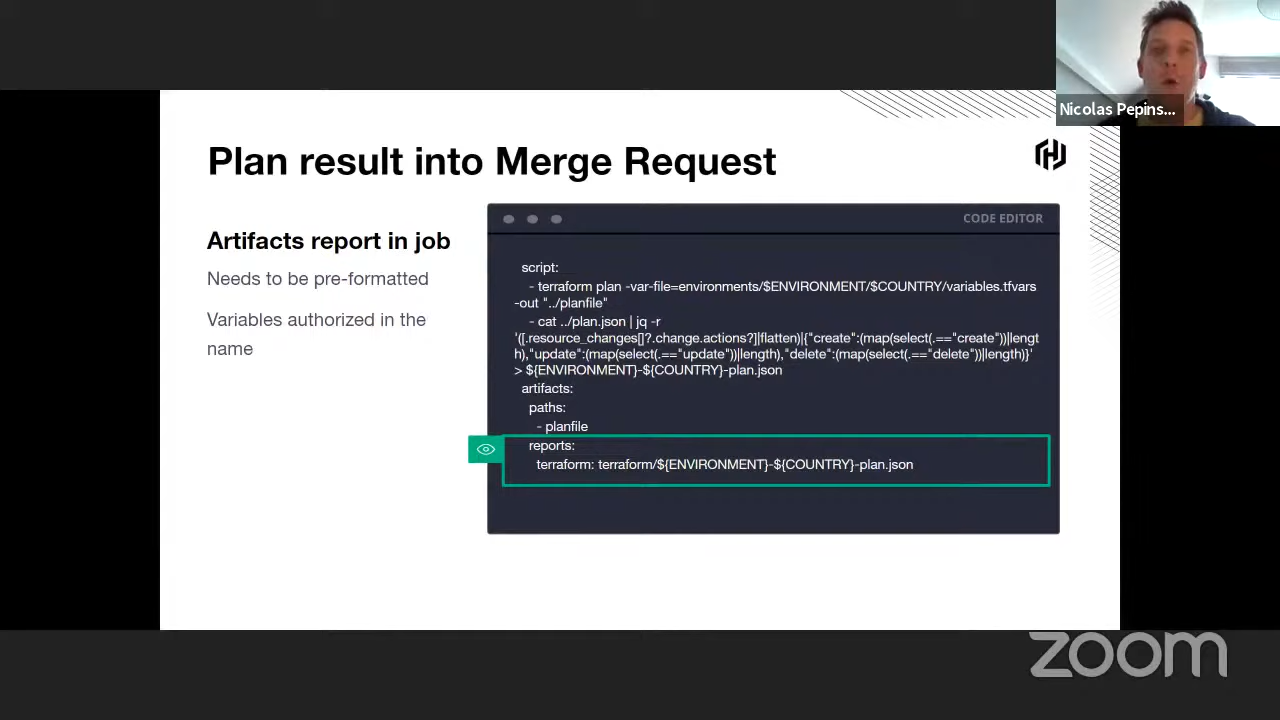 Nicolas Pepins...
Plan result into Merge Request
Artifacts report in job
Needs to be pre-formatted
Variables authorized in the
name
CODE EDITOR
script:
- terraform plan -var-file=environments/$ENVIRONMENT/$COUNTRY/variables.tfvars
-out "../planfile"
- cat ../plan.json | jq -r
'([.resource_changes[]?.change.actions?]|flatten)|{"create":(map(select(.=="create"))|lengt
h),"update":(map(select(.=="update"))|length),"delete":(map(select(.=="delete"))|length)}'
> ${ENVIRONMENT}-${COUNTRY}-plan.json
artifacts:
paths:
- planfile
reports:
terraform: terraform/${ENVIRONMENT}-${COUNTRY}-plan.json
zoom